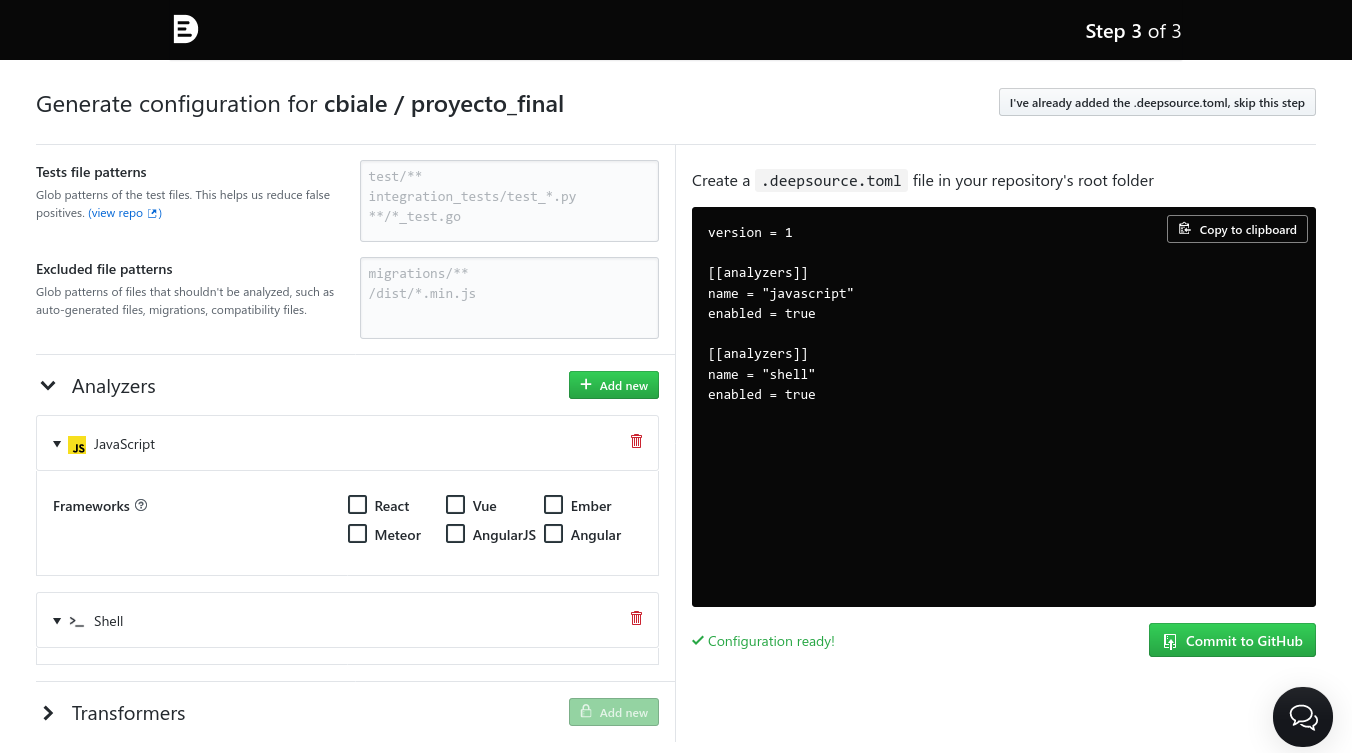 Step 3 of 3
Generate configuration for cbiale / proyecto_final
I've already added the .deepsource.toml, skip this step
Tests file patterns
Glob patterns of the test files. This helps us reduce false
positives. (view repo )
test/**
integration_tests/test_*.py
**/*_test.go
Excluded file patterns
Glob patterns of files that shouldn't be analyzed, such as
auto-generated files, migrations, compatibility files.
migrations/**
/dist/*.min.js
Analyzers
Add new
JS JavaScript
Frameworks
React Vue Ember
Meteor AngularJS Angular
>_ Shell
Transformers
Add new
Create a .deepsource.toml file in your repository's root folder
Copy to clipboard
version = 1
[[analyzers]]
name = "javascript"
enabled = true
[[analyzers]]
name = "shell"
enabled = true
Configuration ready!
Commit to GitHub